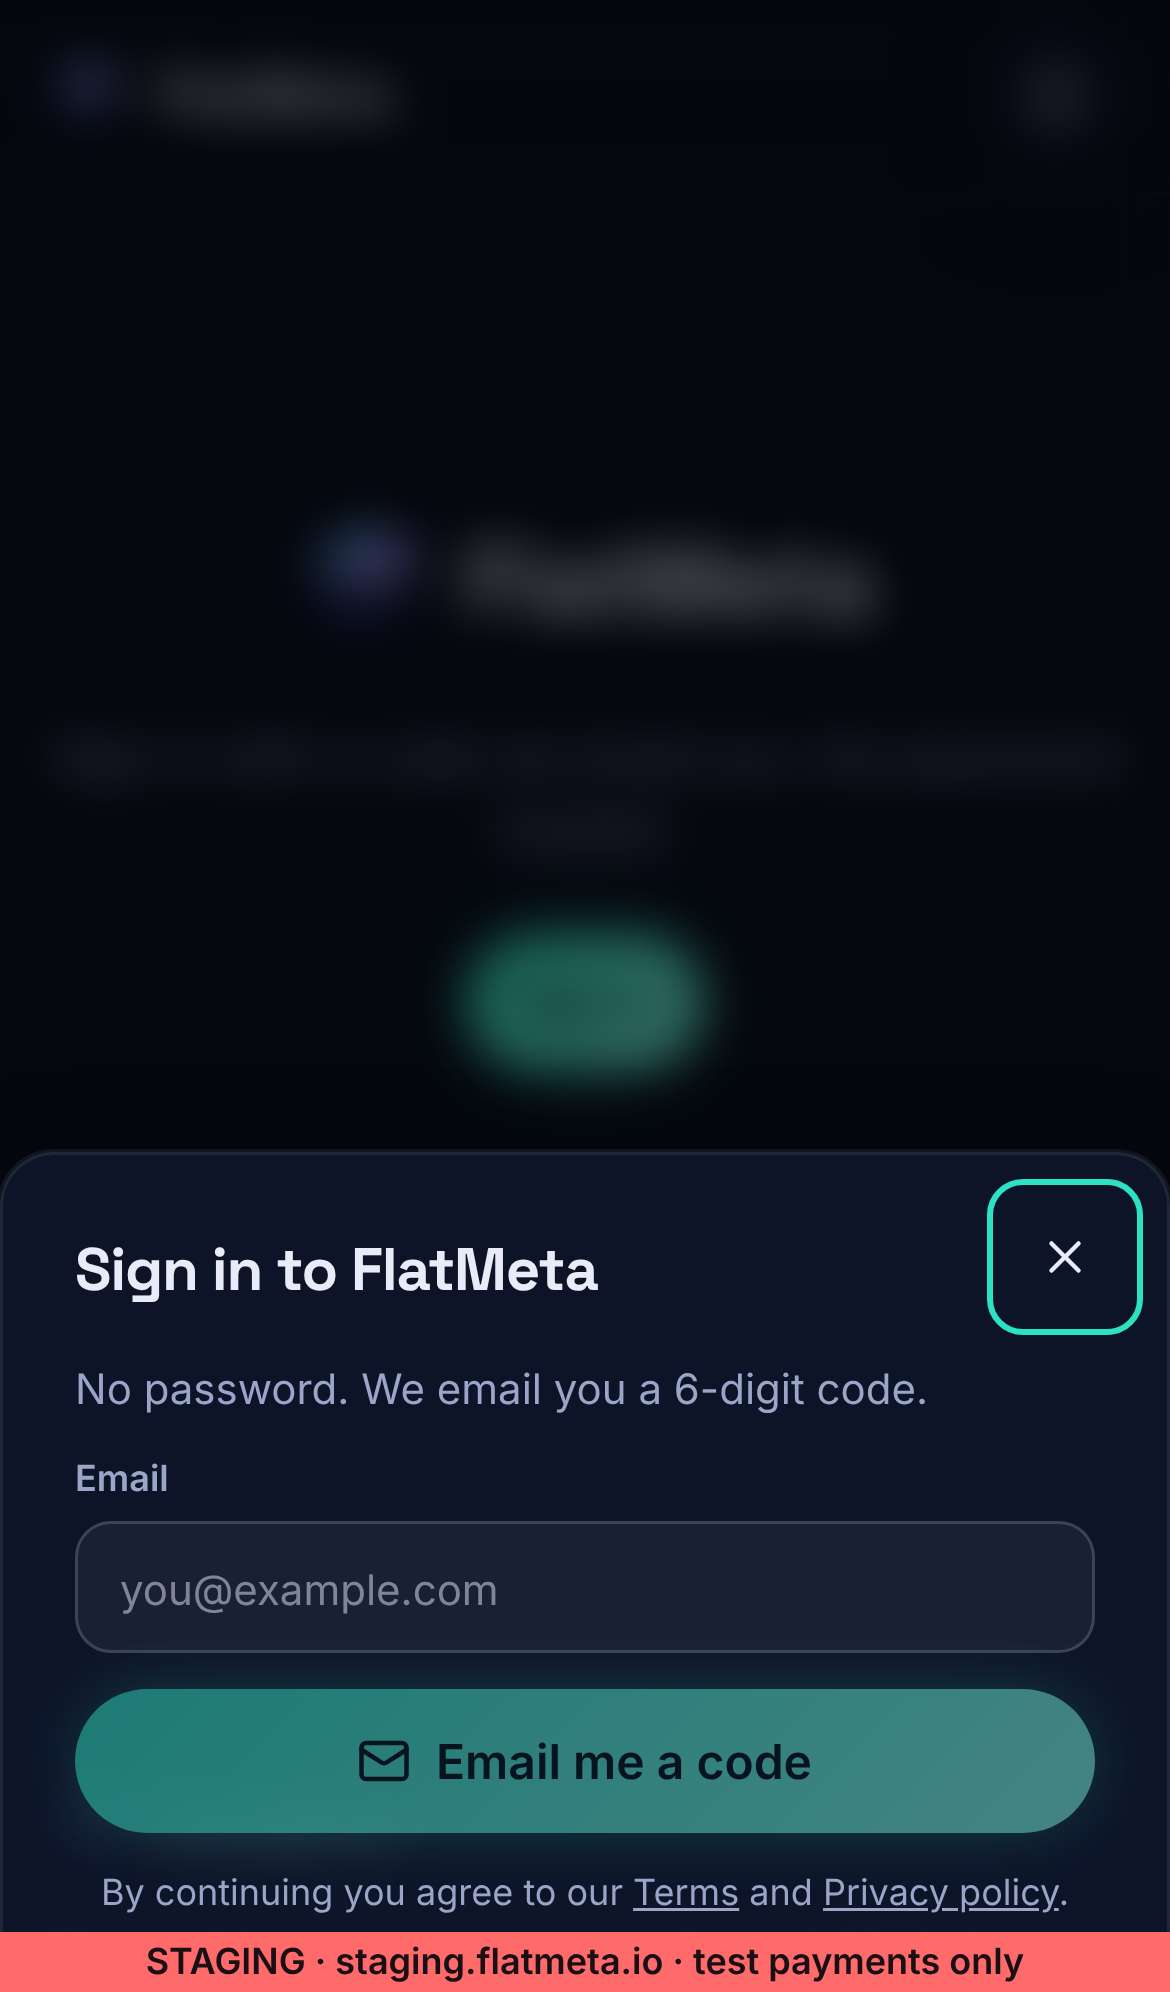 Sign in to FlatMeta
No password. We email you a 6-digit code.
Email
you@example.com
Email me a code
By continuing you agree to our Terms and Privacy policy.
STAGING · staging.flatmeta.io · test payments only